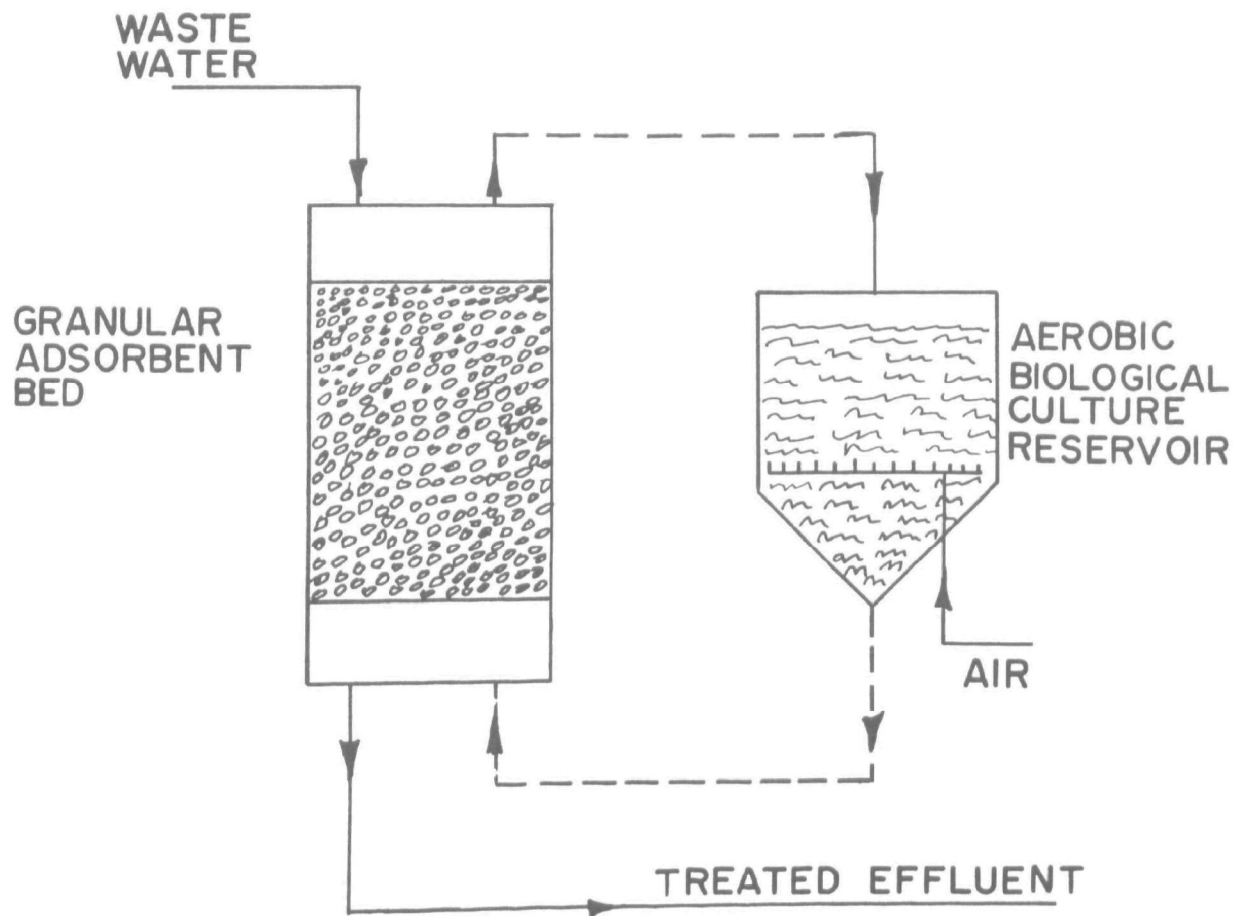 WASTE
WATER
GRANULAR
ADSORBENT
BED
AEROBIC
BIOLOGICAL
CULTURE
RESERVOIR
AIR
TREATED EFFLUENT